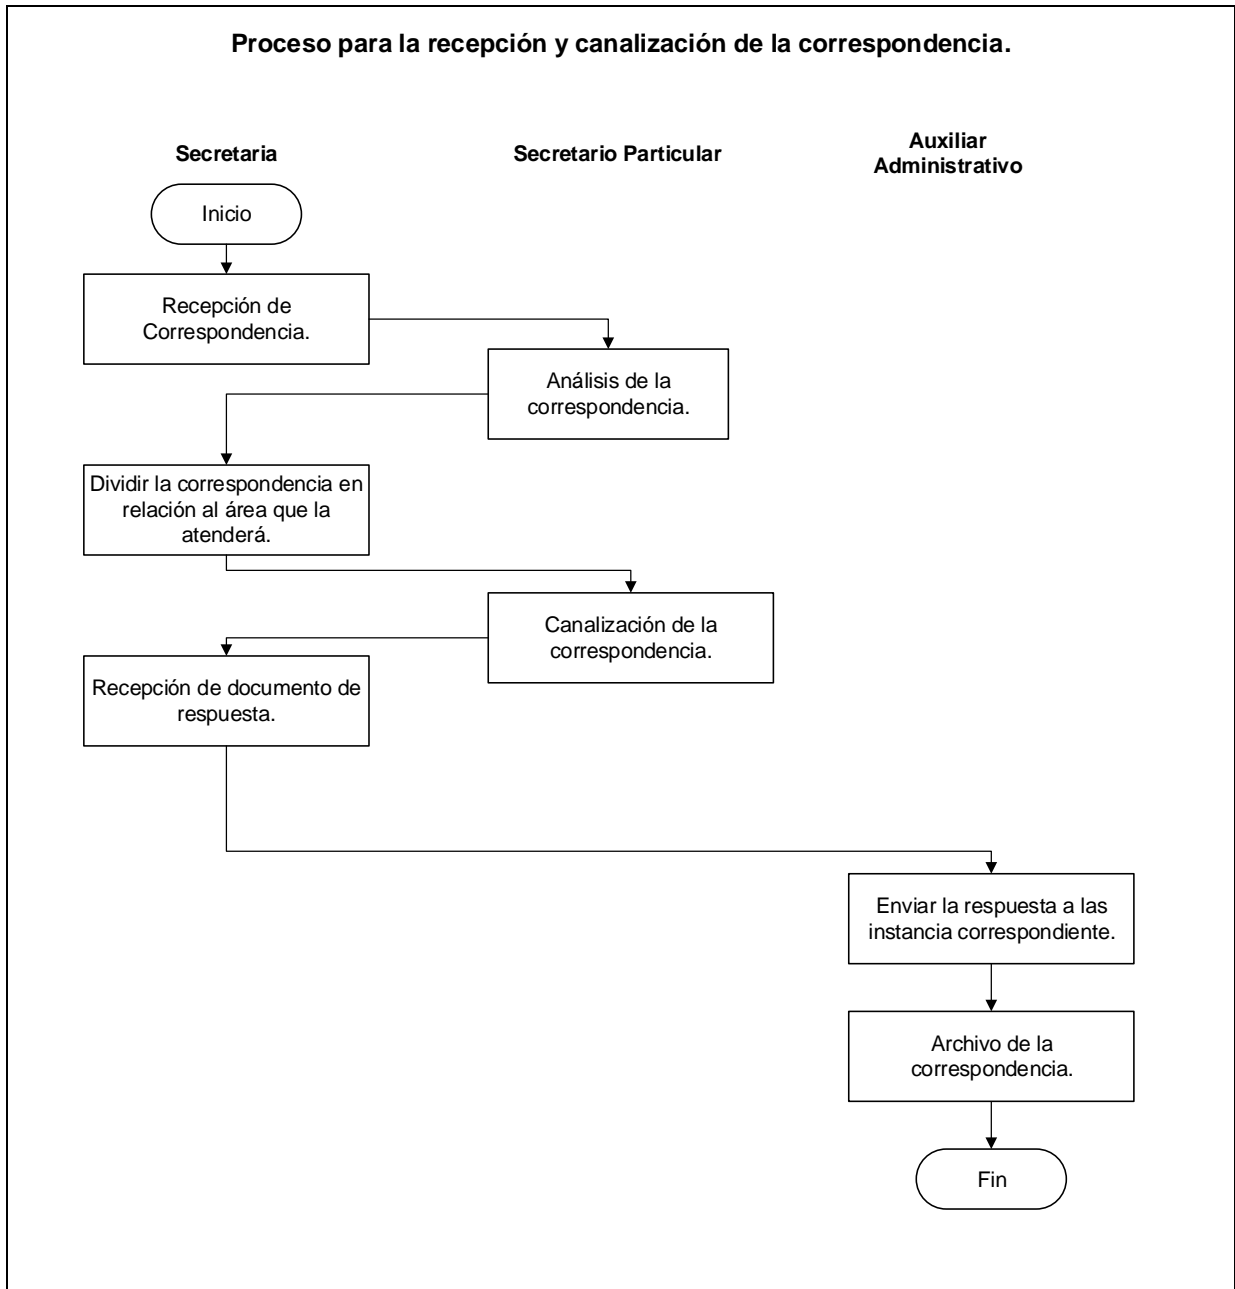 Proceso para la recepción y canalización de la correspondencia.
Secretaria
Secretario Particular
Auxiliar
Administrativo
Inicio
Recepción de
Correspondencia.
Análisis de la
correspondencia.
Dividir la correspondencia en
relación al área que la
atenderá.
Canalización de la
correspondencia.
Recepción de documento de
respuesta.
Enviar la respuesta a las
instancia correspondiente.
Archivo de la
correspondencia.
Fin